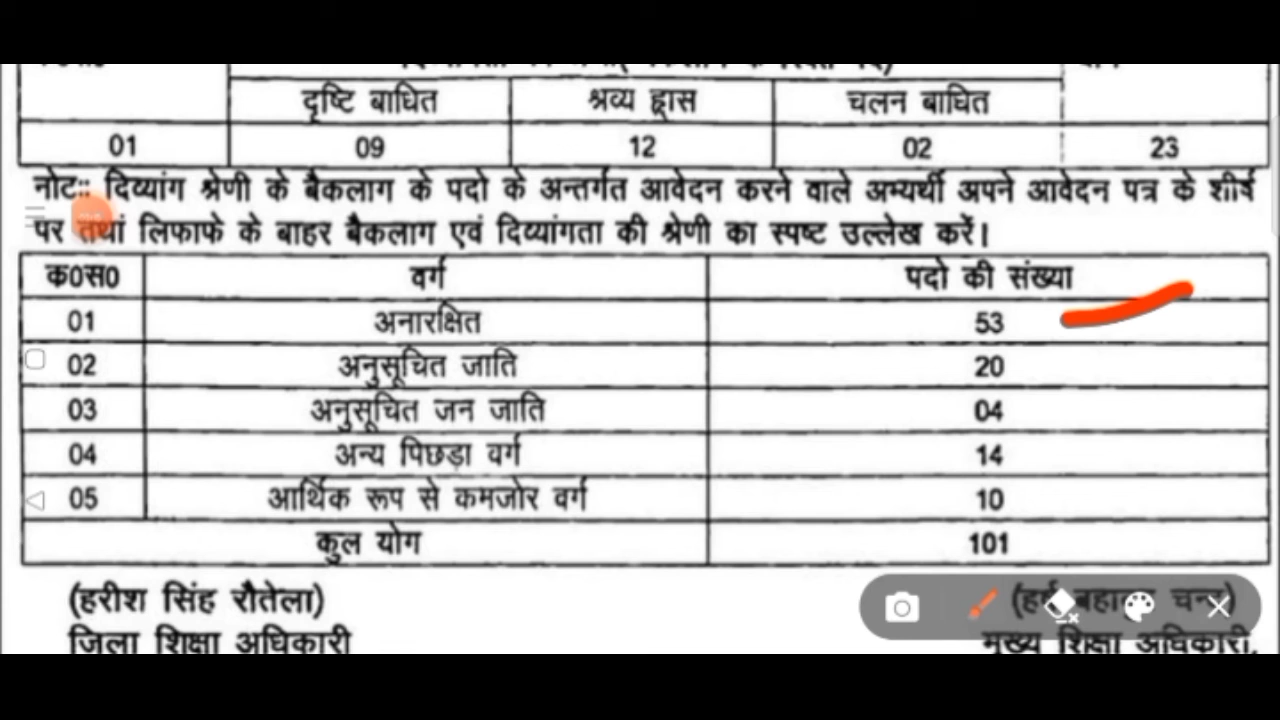 दृष्टि बाधित श्रव्य ह्रास चलन बाधित
01 09 12 02 23
नोटः: दिव्यांग श्रेणी के बैकलाग के पदो के अन्तर्गत आवेदन करने वाले अभ्यर्थी अपने आवेदन पत्र के शीर्ष
पर तथां लिफाफे के बाहर बैकलाग एवं दिव्यांगता की श्रेणी का स्पष्ट उल्लेख करें।
क0स0 वर्ग पदो की संख्या
01 अनारक्षित 53
02 अनुसूचित जाति 20
03 अनुसूचित जन जाति 04
04 अन्य पिछड़ा वर्ग 14
05 आर्थिक रूप से कमजोर वर्ग 10
कुल योग 101
(हरीश सिंह रौतेला)
जिला शिक्षा अधिकारी मुख्य शिक्षा अधिकारी,